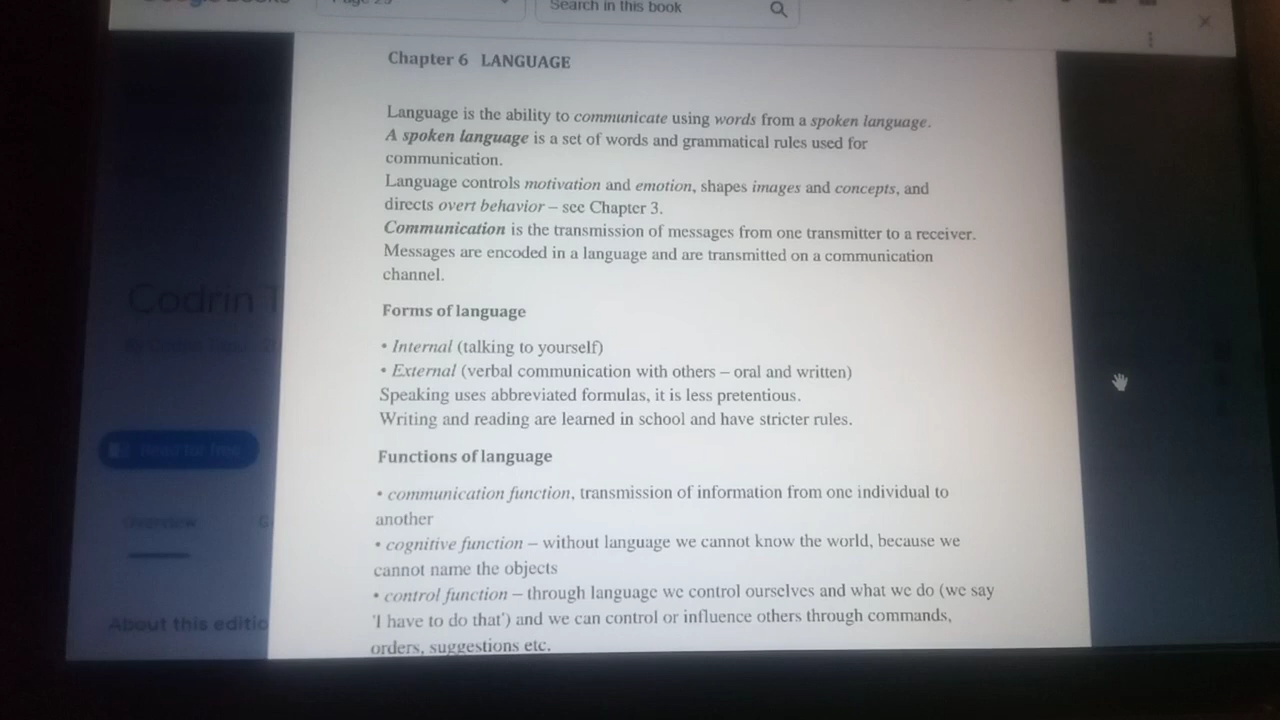 Search in this book
Chapter 6 LANGUAGE
Language is the ability to communicate using words from a spoken language.
A spoken language is a set of words and grammatical rules used for
communication.
Language controls motivation and emotion, shapes images and concepts, and
directs overt behavior – see Chapter 3.
Communication is the transmission of messages from one transmitter to a receiver.
Messages are encoded in a language and are transmitted on a communication
channel.
Forms of language
• Internal (talking to yourself)
• External (verbal communication with others – oral and written)
Speaking uses abbreviated formulas, it is less pretentious.
Writing and reading are learned in school and have stricter rules.
Functions of language
• communication function, transmission of information from one individual to
another
• cognitive function – without language we cannot know the world, because we
cannot name the objects
• control function – through language we control ourselves and what we do (we say
'I have to do that') and we can control or influence others through commands,
orders, suggestions etc.
Codrin T
Read for free
Overview
About this editio